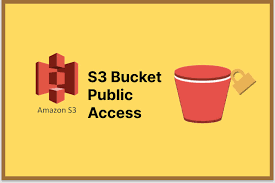 Amazon S3
S3 Bucket
Public
Access